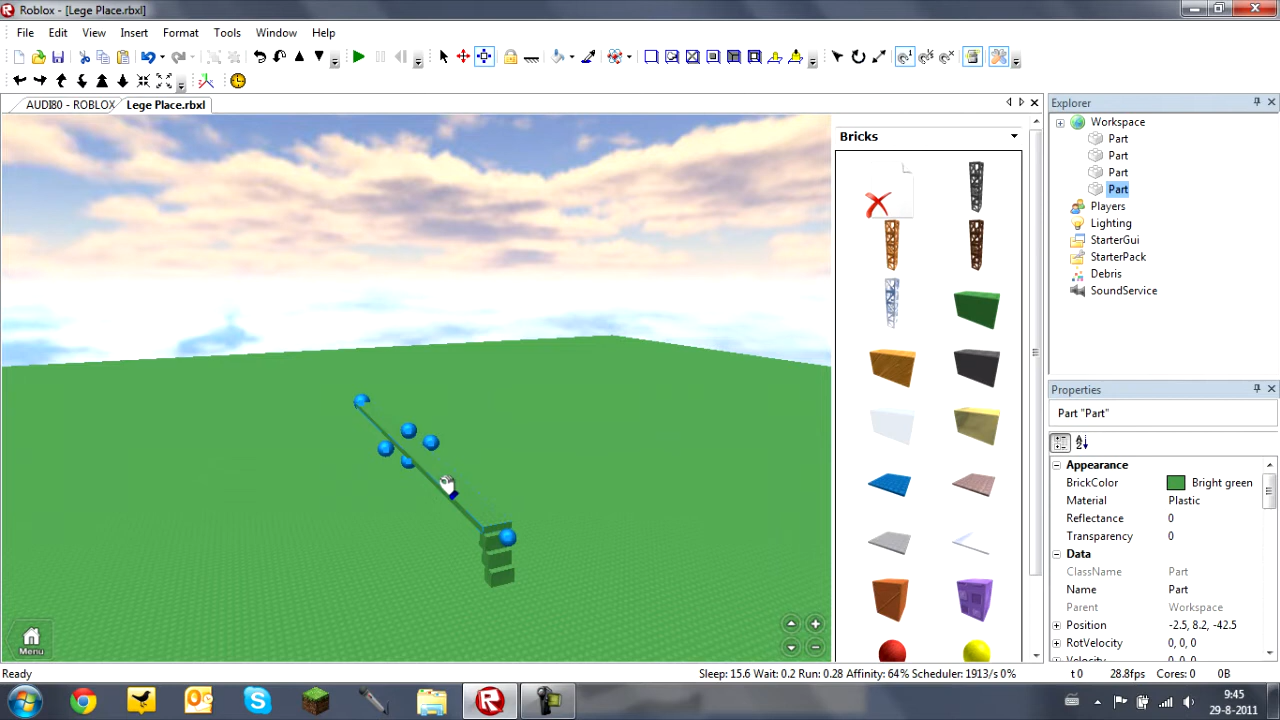 Roblox - [Lege Place.rbxl]
File Edit View Insert Format Tools Window Help
AUDI80 - ROBLOX Lege Place.rbxl
Explorer
Bricks
Workspace
Part
Part
Part
Part
Players
Lighting
StarterGui
StarterPack
Debris
SoundService
Properties
Part "Part"
Appearance
BrickColor Bright green
Material Plastic
Reflectance 0
Transparency 0
Data
ClassName Part
Name Part
Parent Workspace
Position -2.5, 8.2, -42.5
RotVelocity 0, 0, 0
Velocity 0, 0, 0
Menu
Ready
Sleep: 15.6 Wait: 0.2 Run: 0.28 Affinity: 64% Scheduler: 1913/s 0%
t 0 28.8fps Cores: 0 0B
9:45
29-8-2011